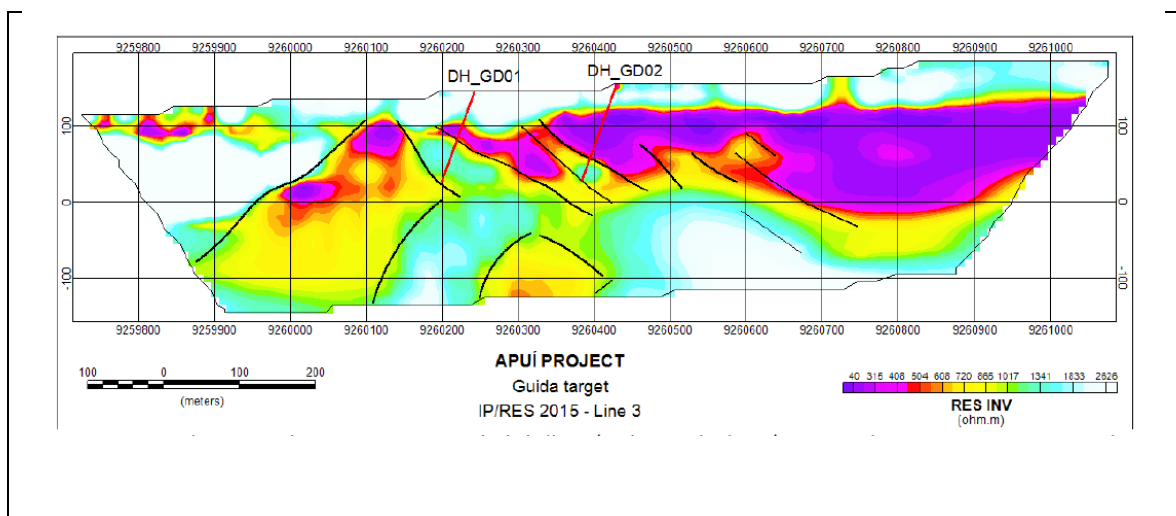 9259800 9259900 9260000 9260100 9260200 9260300 9260400 9260500 9260600 9260700 9260800 9260900 9261000
DH_GD01 DH_GD02
100 100
0 0
-100 -100
9259800 9259900 9260000 9260100 9260200 9260300 9260400 9260500 9260600 9260700 9260800 9260900 9261000
APUÍ PROJECT
100 0 100 200
(meters)
Guida target
40 315 408 504 608 720 865 1017 1341 1833 2626
IP/RES 2015 - Line 3
RES INV
(ohm.m)